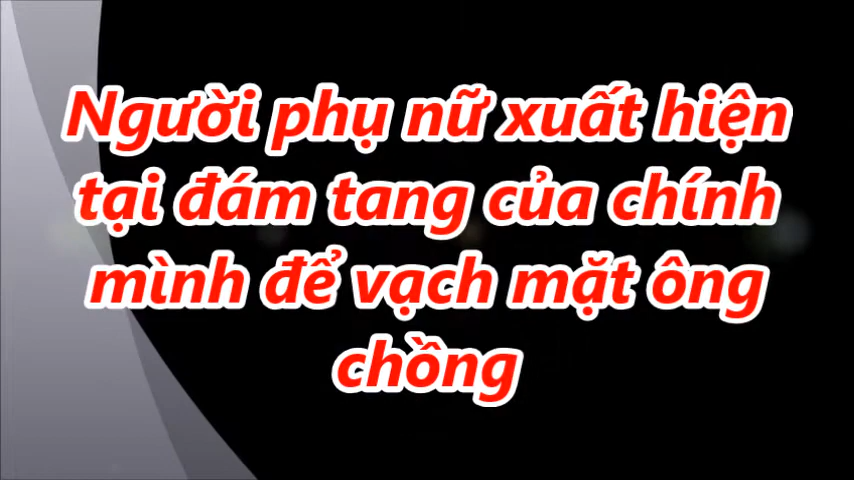 Người phụ nữ xuất hiện
tại đám tang của chính
mình để vạch mặt ông
chồng